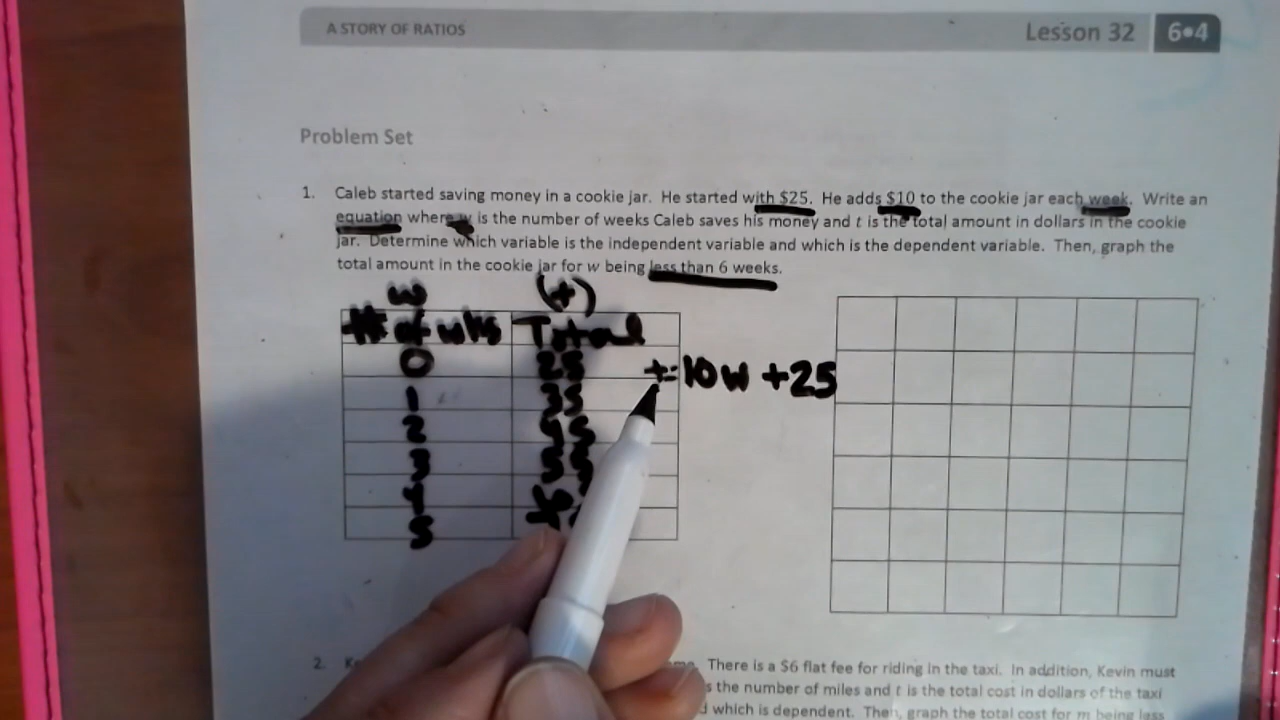 A STORY OF RATIOS
Lesson 32 6•4
Problem Set
1. Caleb started saving money in a cookie jar. He started with $25. He adds $10 to the cookie jar each week. Write an
equation where w is the number of weeks Caleb saves his money and t is the total amount in dollars in the cookie
jar. Determine which variable is the independent variable and which is the dependent variable. Then, graph the
total amount in the cookie jar for w being less than 6 weeks.
w (t)
# of wks Total
0 25
t=10w+25
1 35
2 45
3 55
4
5
2. There is a $6 flat fee for riding in the taxi. In addition, Kevin must
the number of miles and t is the total cost in dollars of the taxi
which is dependent. Then, graph the total cost for m being less